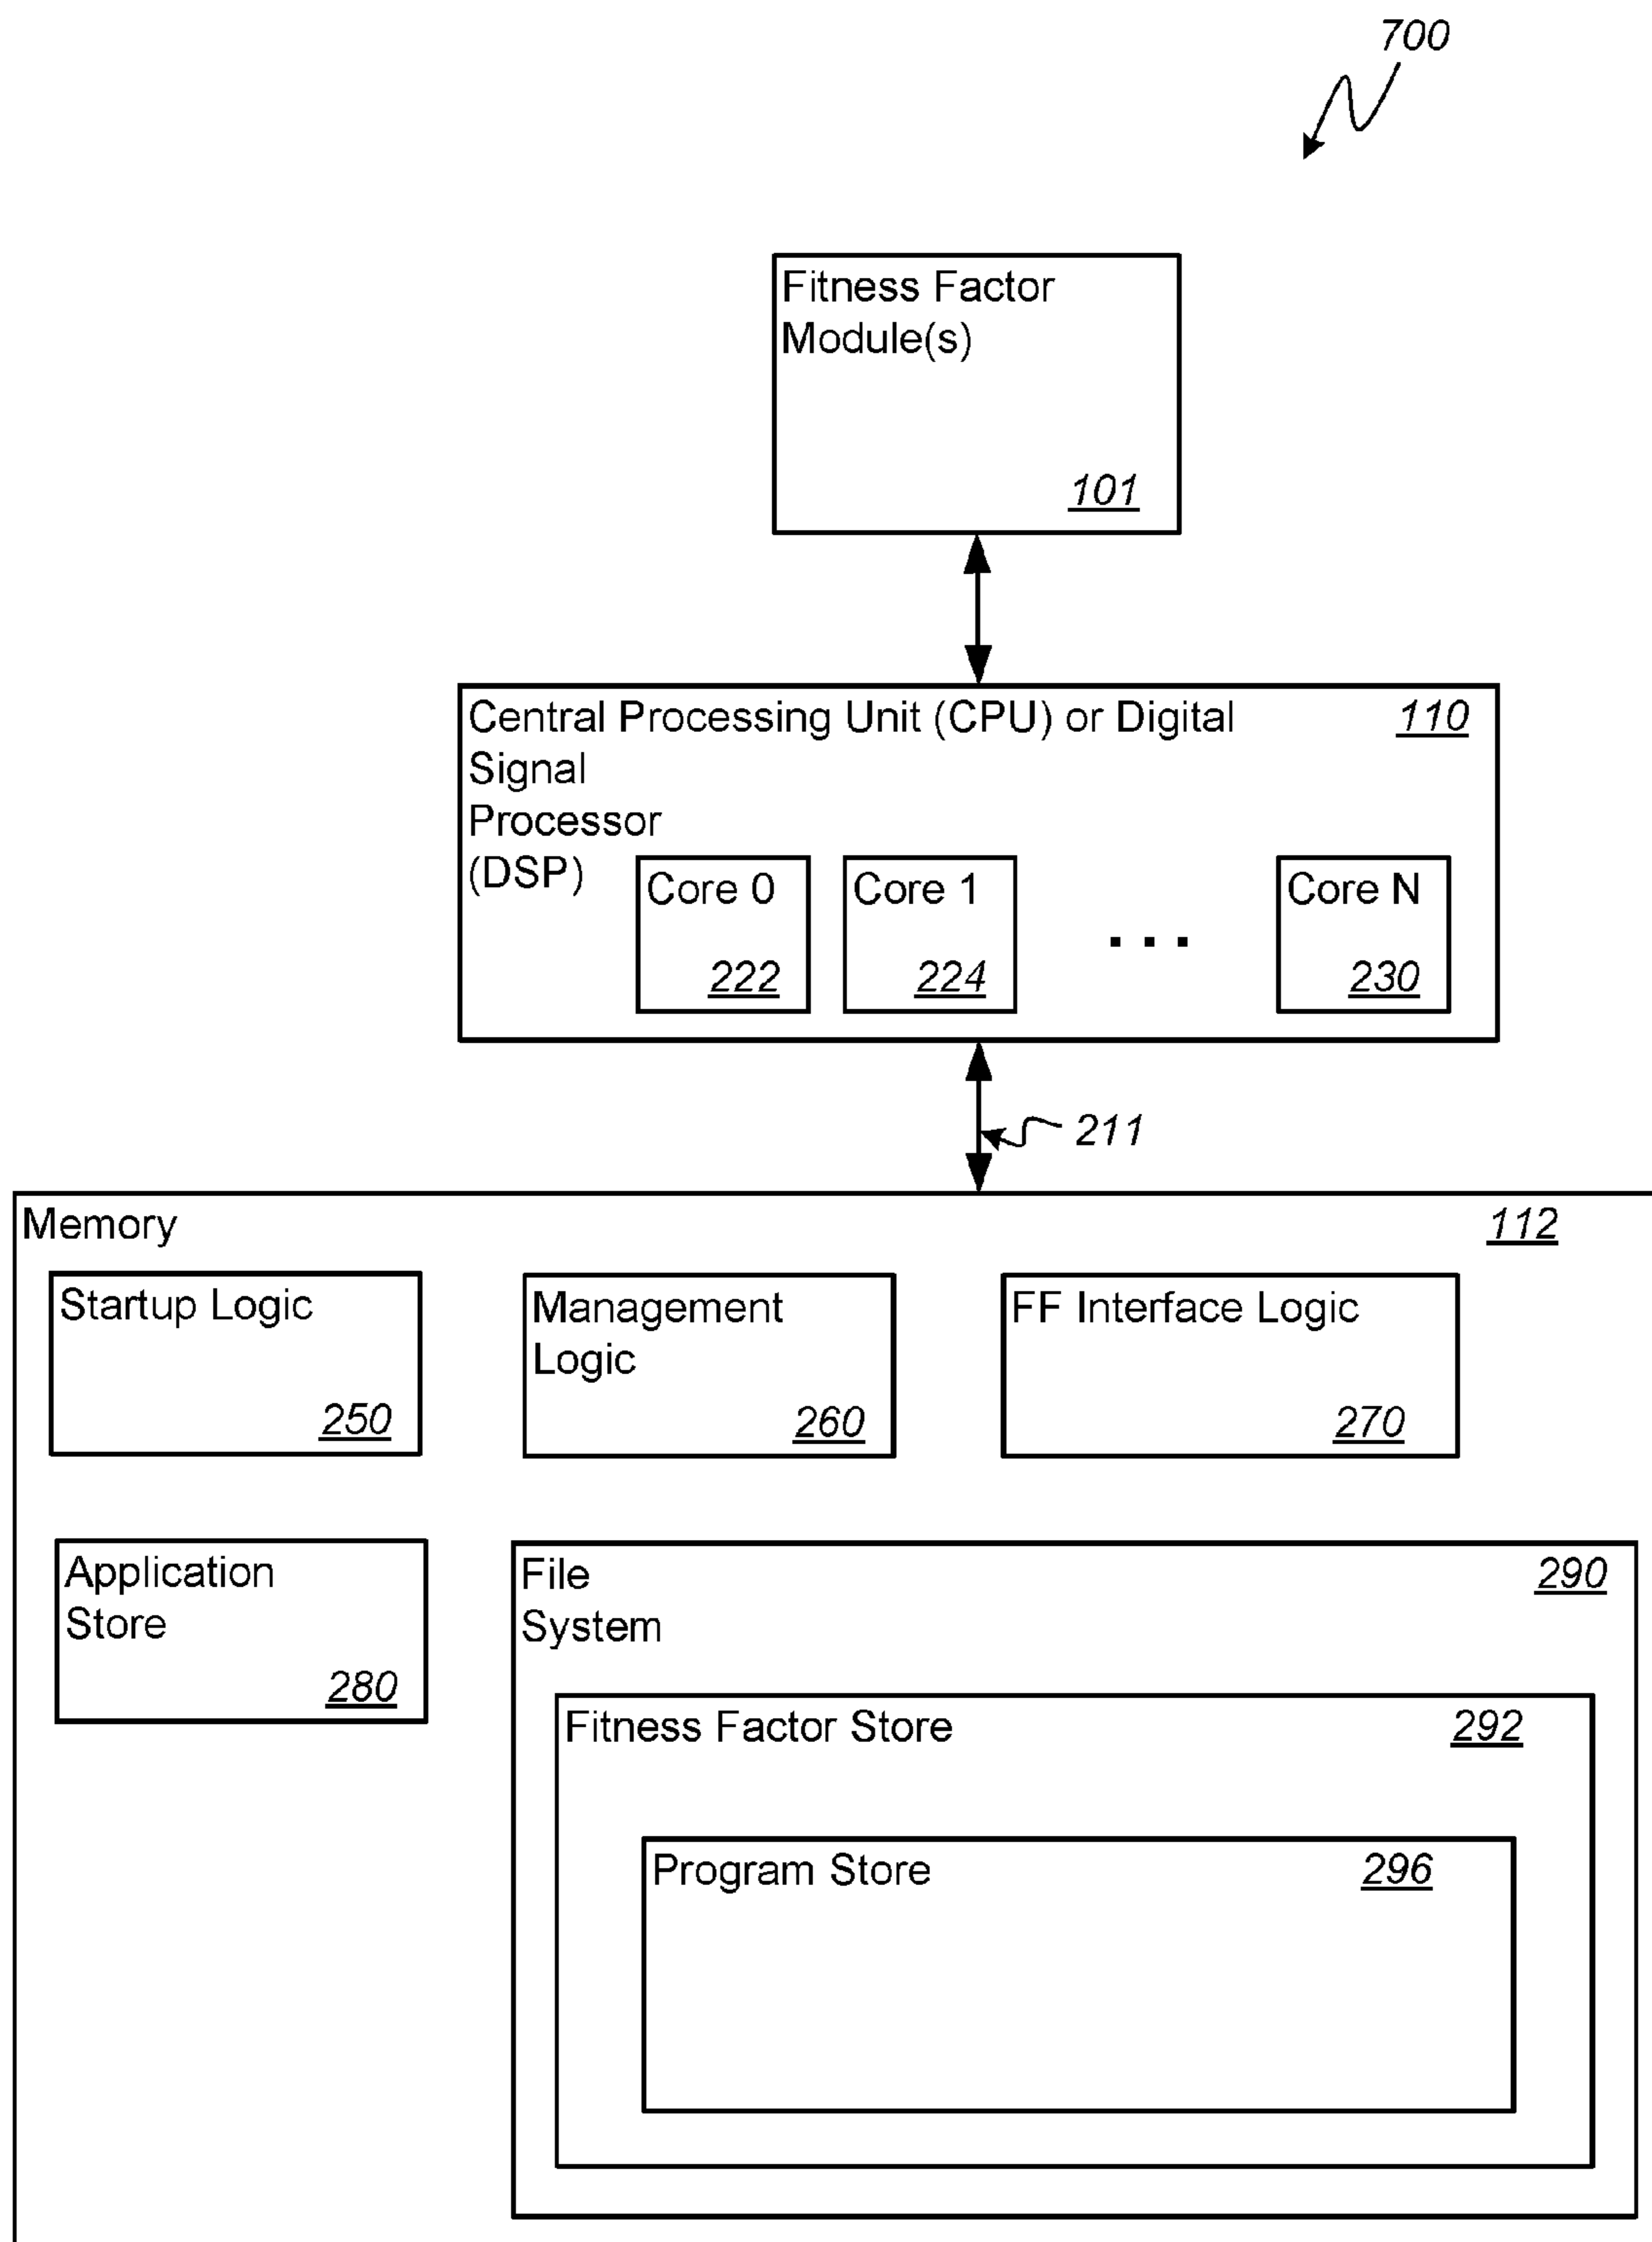 700
Fitness Factor
Module(s)
101
Central Processing Unit (CPU) or Digital
110
Signal
Processor
(DSP)
Core 0
222
Core 1
224
...
Core N
230
211
Memory
112
Startup Logic
250
Management
Logic
260
FF Interface Logic
270
Application
Store
280
File
System
290
Fitness Factor Store
292
Program Store
296